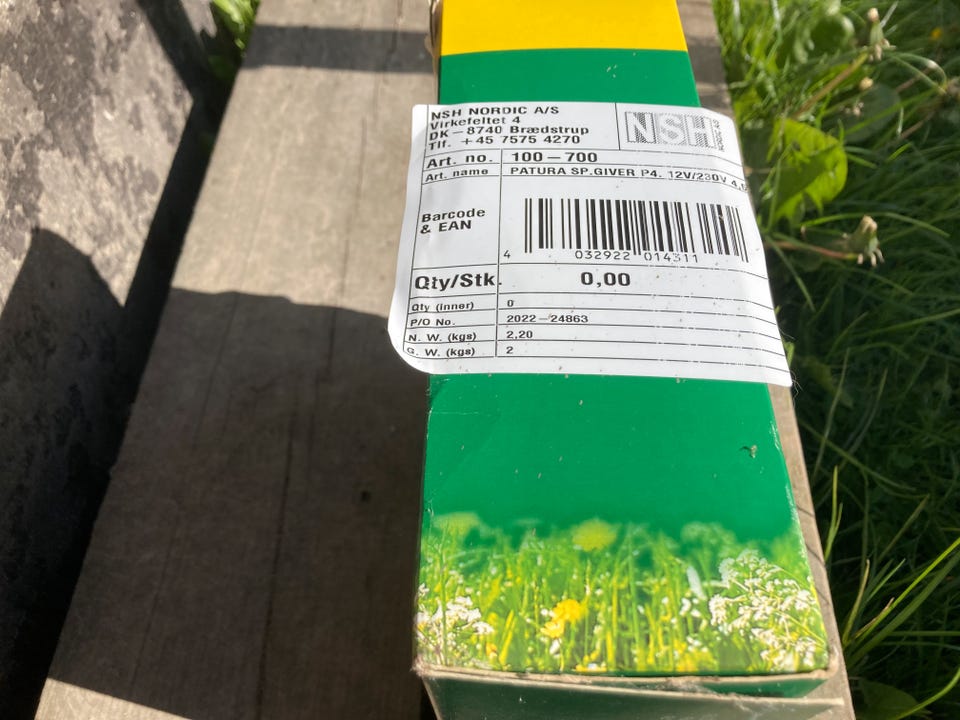 NSH NORDIC A/S
Virkefeltet 4
DK-8740 Brædstrup
Tlf. +45 7575 4270
NSH
NORDIC A/S
Art. no. 100-700
Art. name PATURA SP.GIVER P4. 12V/230V 4,
Barcode
& EAN
4 032922 014311
Qty/Stk. 0,00
Qty (inner) 0
P/O No. 2022-24863
N. W. (kgs) 2,20
G. W. (kgs) 2